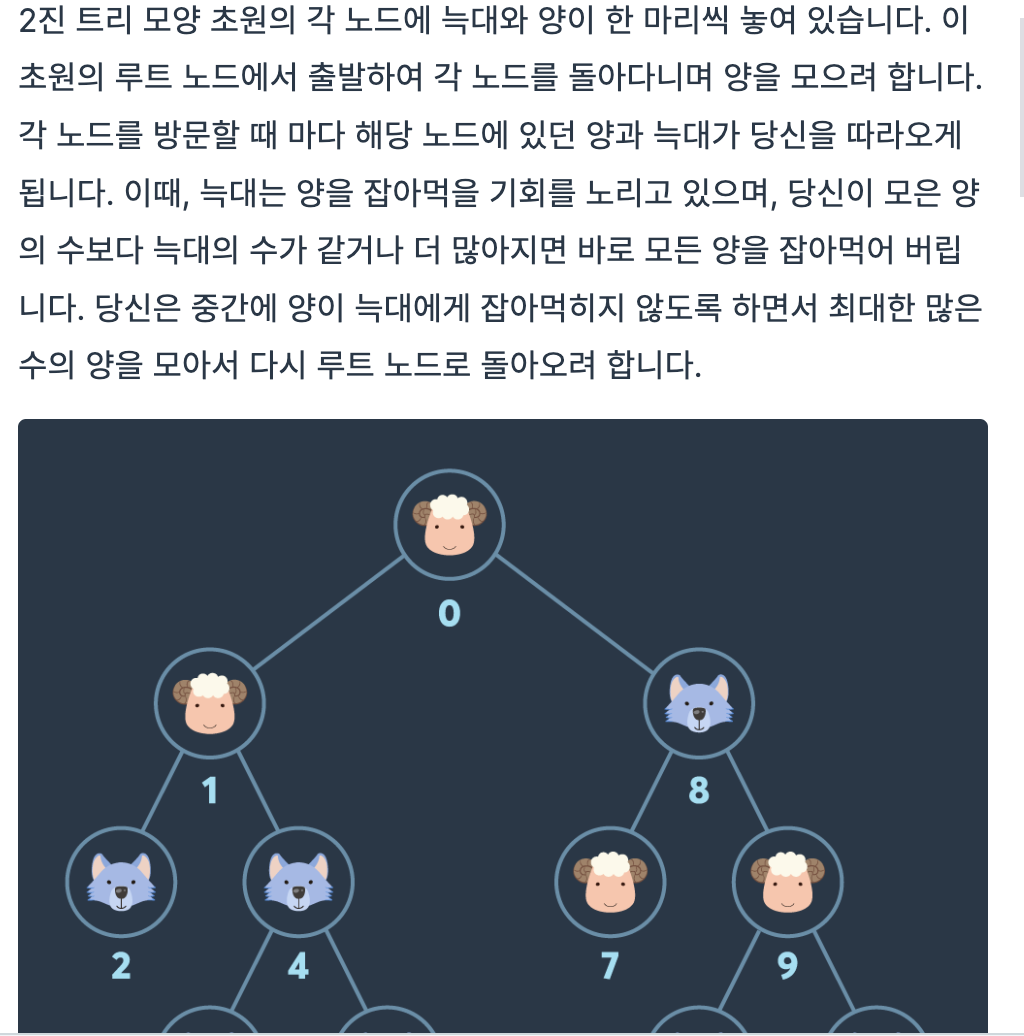 2진 트리 모양 초원의 각 노드에 늑대와 양이 한 마리씩 놓여 있습니다. 이
초원의 루트 노드에서 출발하여 각 노드를 돌아다니며 양을 모으려 합니다.
각 노드를 방문할 때 마다 해당 노드에 있던 양과 늑대가 당신을 따라오게
됩니다. 이때, 늑대는 양을 잡아먹을 기회를 노리고 있으며, 당신이 모은 양
의 수보다 늑대의 수가 같거나 더 많아지면 바로 모든 양을 잡아먹어 버립
니다. 당신은 중간에 양이 늑대에게 잡아먹히지 않도록 하면서 최대한 많은
수의 양을 모아서 다시 루트 노드로 돌아오려 합니다.
0
1 8
2 4 7 9